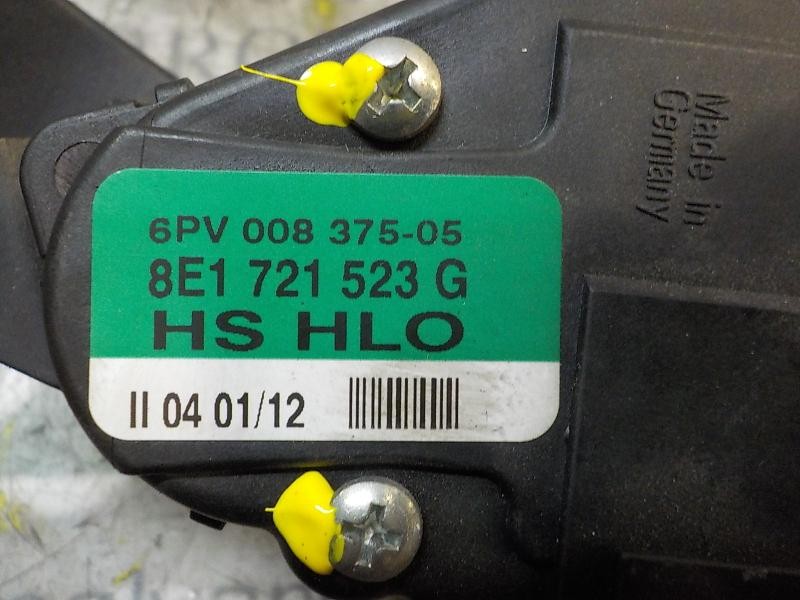 6PV 008 375-05
8E1 721 523 G
HS HLO
II 04 01/12
Made in
Germany